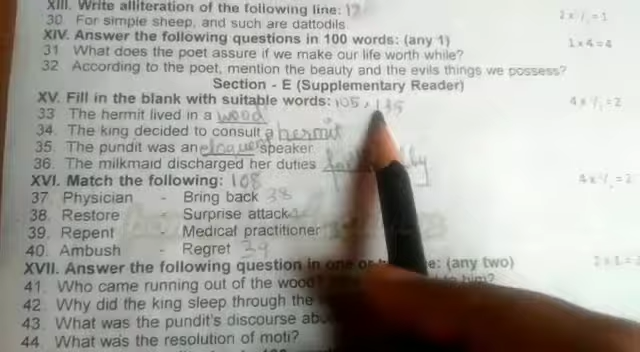 XIII. Write alliteration of the following line:
30. For simple sheep, and such are daffodils 2 x ½ = 1
XIV. Answer the following questions in 100 words: (any 1) 1 x 4 = 4
31 What does the poet assure if we make our life worth while?
32 According to the poet, mention the beauty and the evils things we possess?
Section - E (Supplementary Reader)
XV. Fill in the blank with suitable words: 105, 135 4 x ½ = 2
33 The hermit lived in a wood
34. The king decided to consult a hermit
35. The pundit was an speaker
36. The milkmaid discharged her duties
XVI. Match the following: 108 4 x ½ = 2
37. Physician - Bring back 38
38. Restore - Surprise attack
39. Repent - Medical practitioner
40. Ambush - Regret 39
XVII. Answer the following question in one or (any two)
41. Who came running out of the wood him?
42. Why did the king sleep through the
43. What was the pundit's discourse
44. What was the resolution of moti?